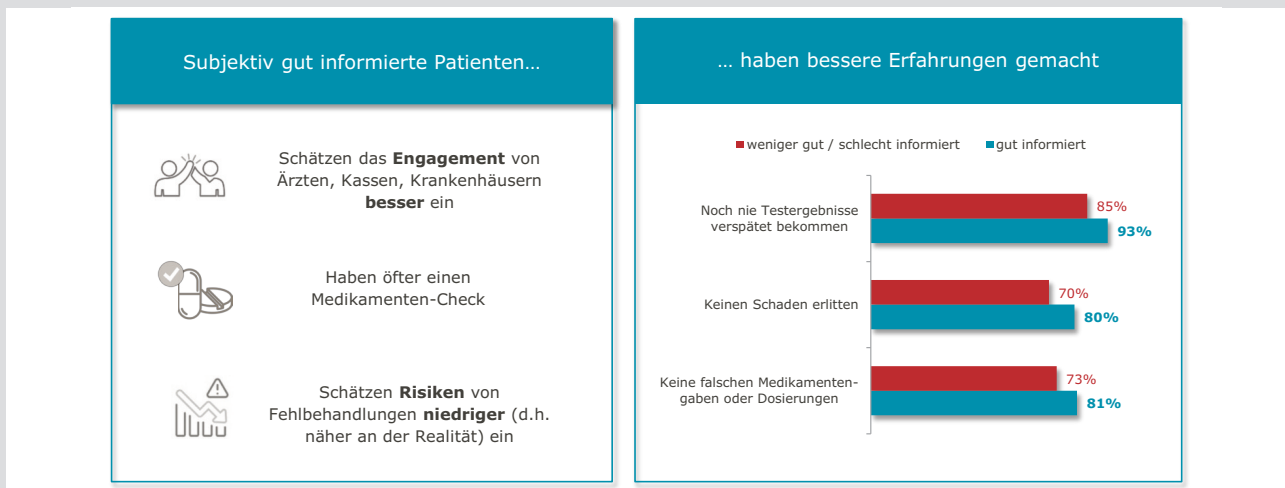 Subjektiv gut informierte Patienten…
Schätzen das Engagement von
Ärzten, Kassen, Krankenhäusern
besser ein
Haben öfter einen
Medikamenten-Check
Schätzen Risiken von
Fehlbehandlungen niedriger (d.h.
näher an der Realität) ein
… haben bessere Erfahrungen gemacht
weniger gut / schlecht informiert gut informiert
Noch nie Testergebnisse
verspätet bekommen
85%
93%
Keinen Schaden erlitten
70%
80%
Keine falschen Medikamenten-
gaben oder Dosierungen
73%
81%